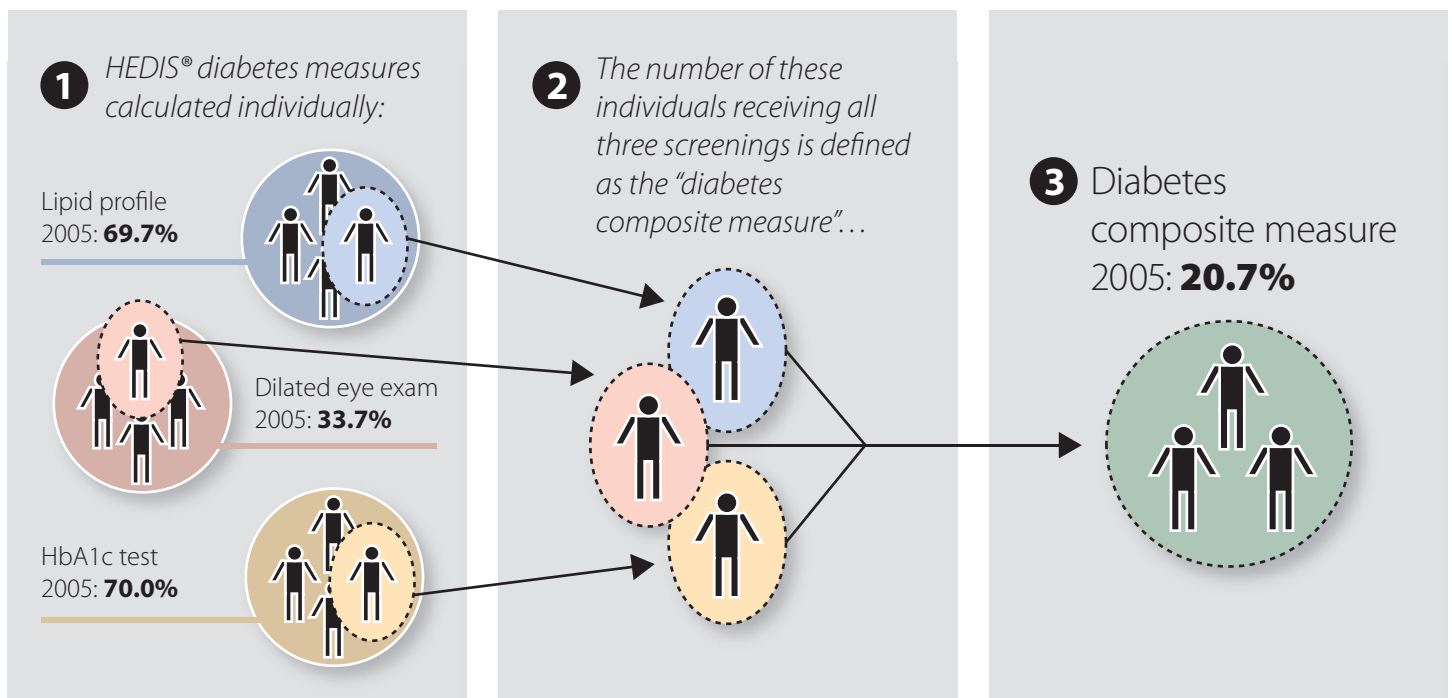 1 HEDIS® diabetes measures
calculated individually:
Lipid profile
2005: 69.7%
Dilated eye exam
2005: 33.7%
HbA1c test
2005: 70.0%
2 The number of these
individuals receiving all
three screenings is defined
as the “diabetes
composite measure”…
3 Diabetes
composite measure
2005: 20.7%